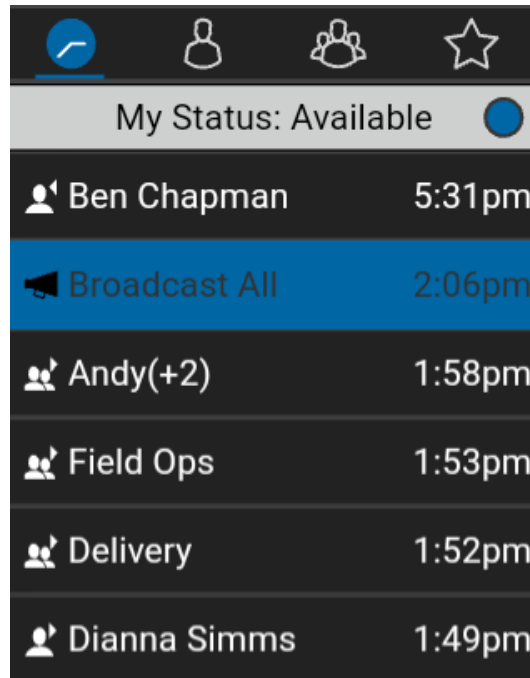 My Status: Available
Ben Chapman 5:31pm
Broadcast All 2:06pm
Andy(+2) 1:58pm
Field Ops 1:53pm
Delivery 1:52pm
Dianna Simms 1:49pm